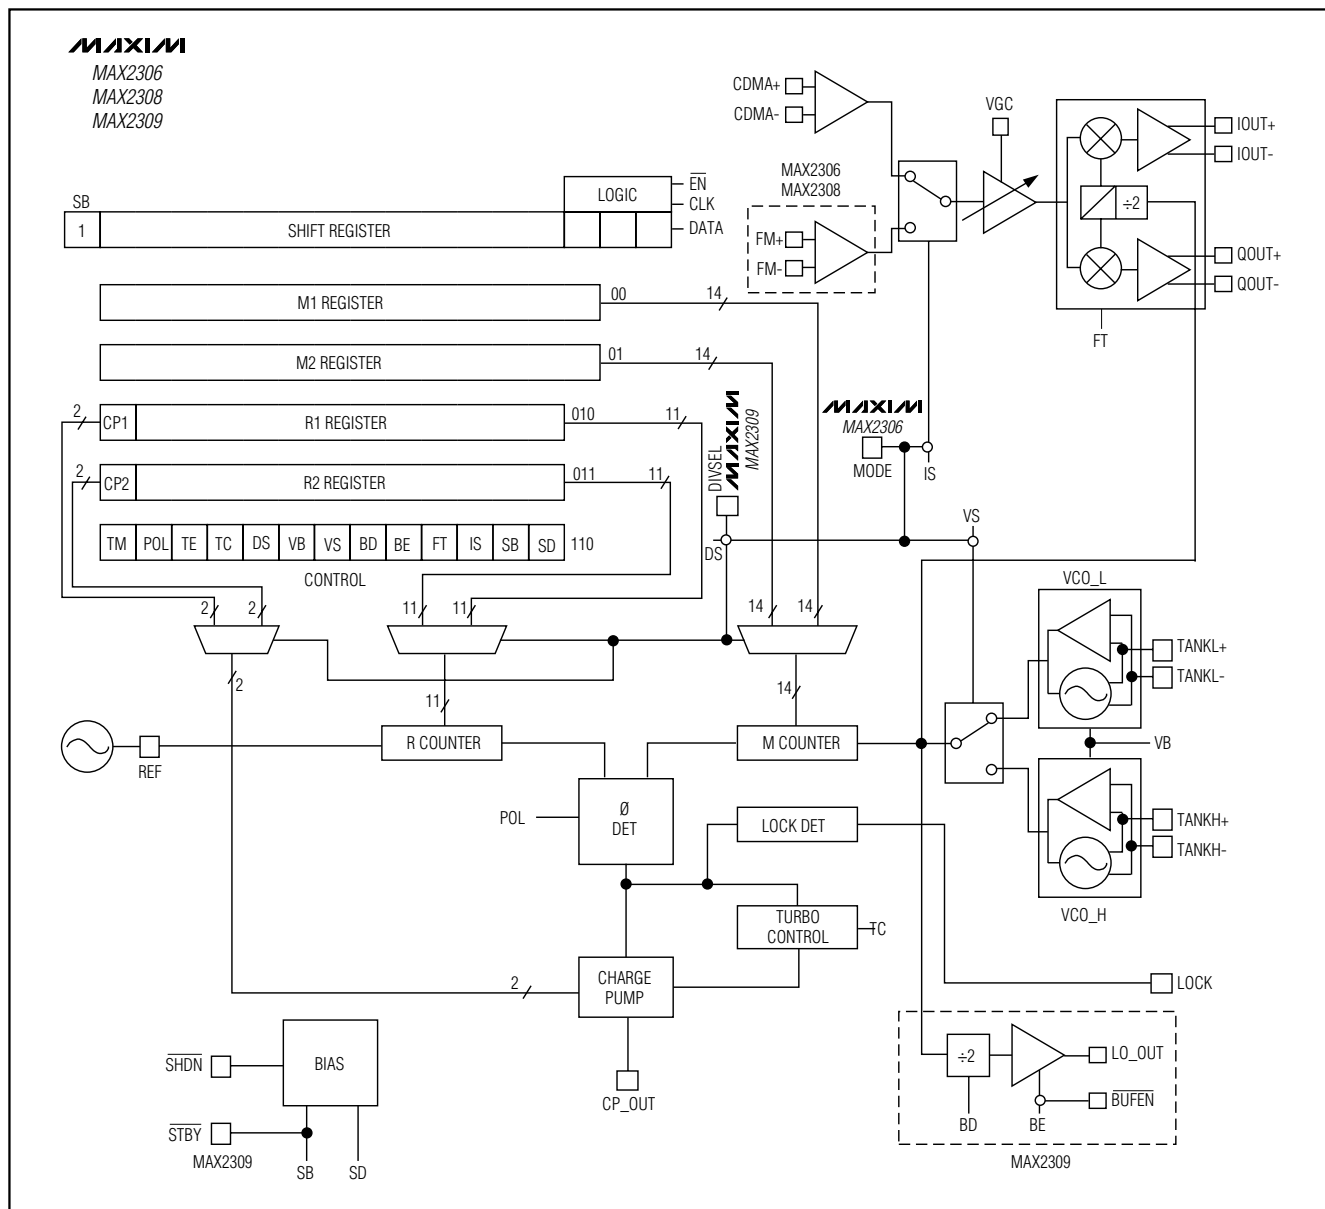 MAXIM
MAX2306
MAX2308
MAX2309
CDMA+
CDMA-
VGC
IOUT+
IOUT-
MAX2306
MAX2308
÷2
FM+
FM-
QOUT+
QOUT-
FT
SB
LOGIC
EN
CLK
1
SHIFT REGISTER
DATA
M1 REGISTER
00
14
M2 REGISTER
01
14
2
CP1
R1 REGISTER
010
11
2
CP2
R2 REGISTER
011
11
TM POL TE TC DS VB VS BD BE FT IS SB SD 110
CONTROL
DIVSEL
MAXIM
MAX2309
MAXIM
MAX2306
MODE
IS
DS
VS
2
2
11
11
14
14
2
11
14
VCO_L
TANKL+
TANKL-
REF
R COUNTER
M COUNTER
VB
POL
Ø
DET
LOCK DET
TANKH+
TANKH-
VCO_H
TURBO
CONTROL
TC
2
CHARGE
PUMP
LOCK
CP_OUT
SHDN
BIAS
STBY
MAX2309
SB
SD
÷2
LO_OUT
BUFEN
BD
BE
MAX2309